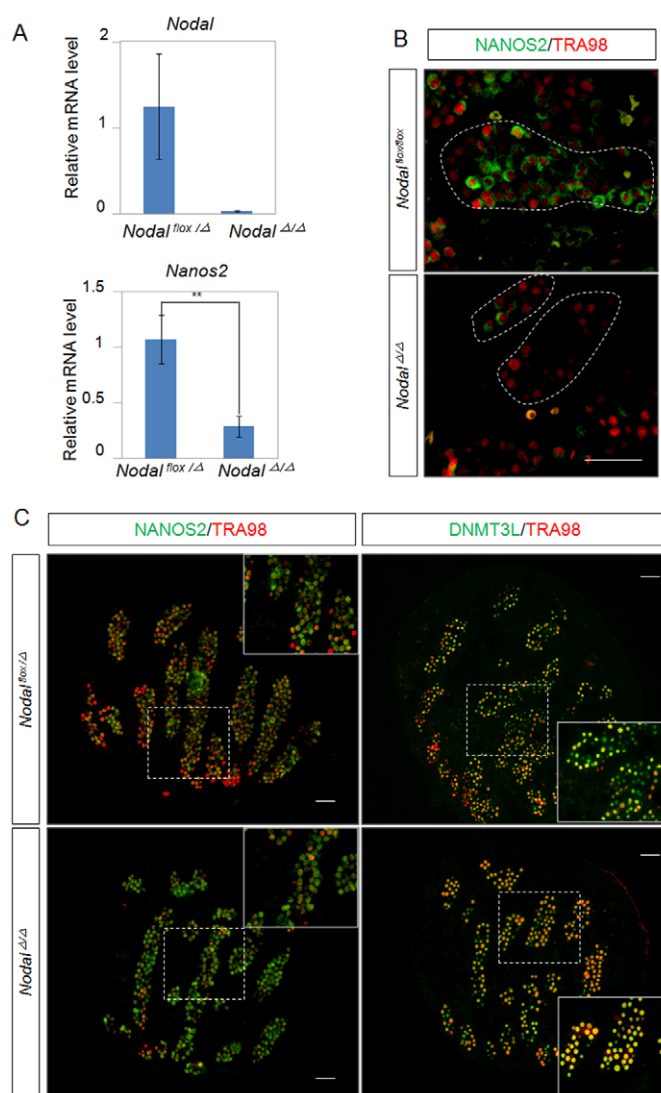 A
Nodal
Relative mRNA level
2
1
0
Nodal flox /Δ
Nodal Δ/Δ
Nanos2
Relative mRNA level
1.5
1
0.5
0
**
Nodal flox /Δ
Nodal Δ/Δ
B
NANOS2/TRA98
Nodal flox/flox
Nodal Δ/Δ
C
NANOS2/TRA98
DNMT3L/TRA98
Nodal flox /Δ
Nodal Δ/Δ